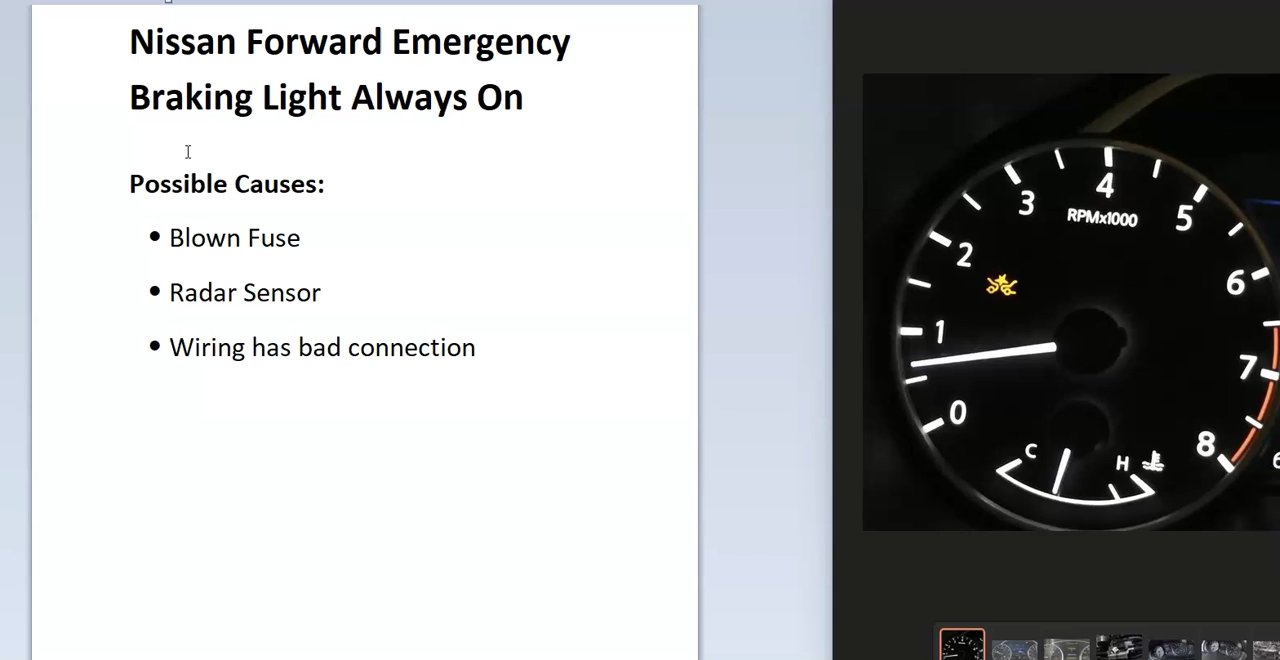 Nissan Forward Emergency
Braking Light Always On
Possible Causes:
• Blown Fuse
• Radar Sensor
• Wiring has bad connection
4
3
5
RPMx1000
2
6
1
7
0
8
C
H
6